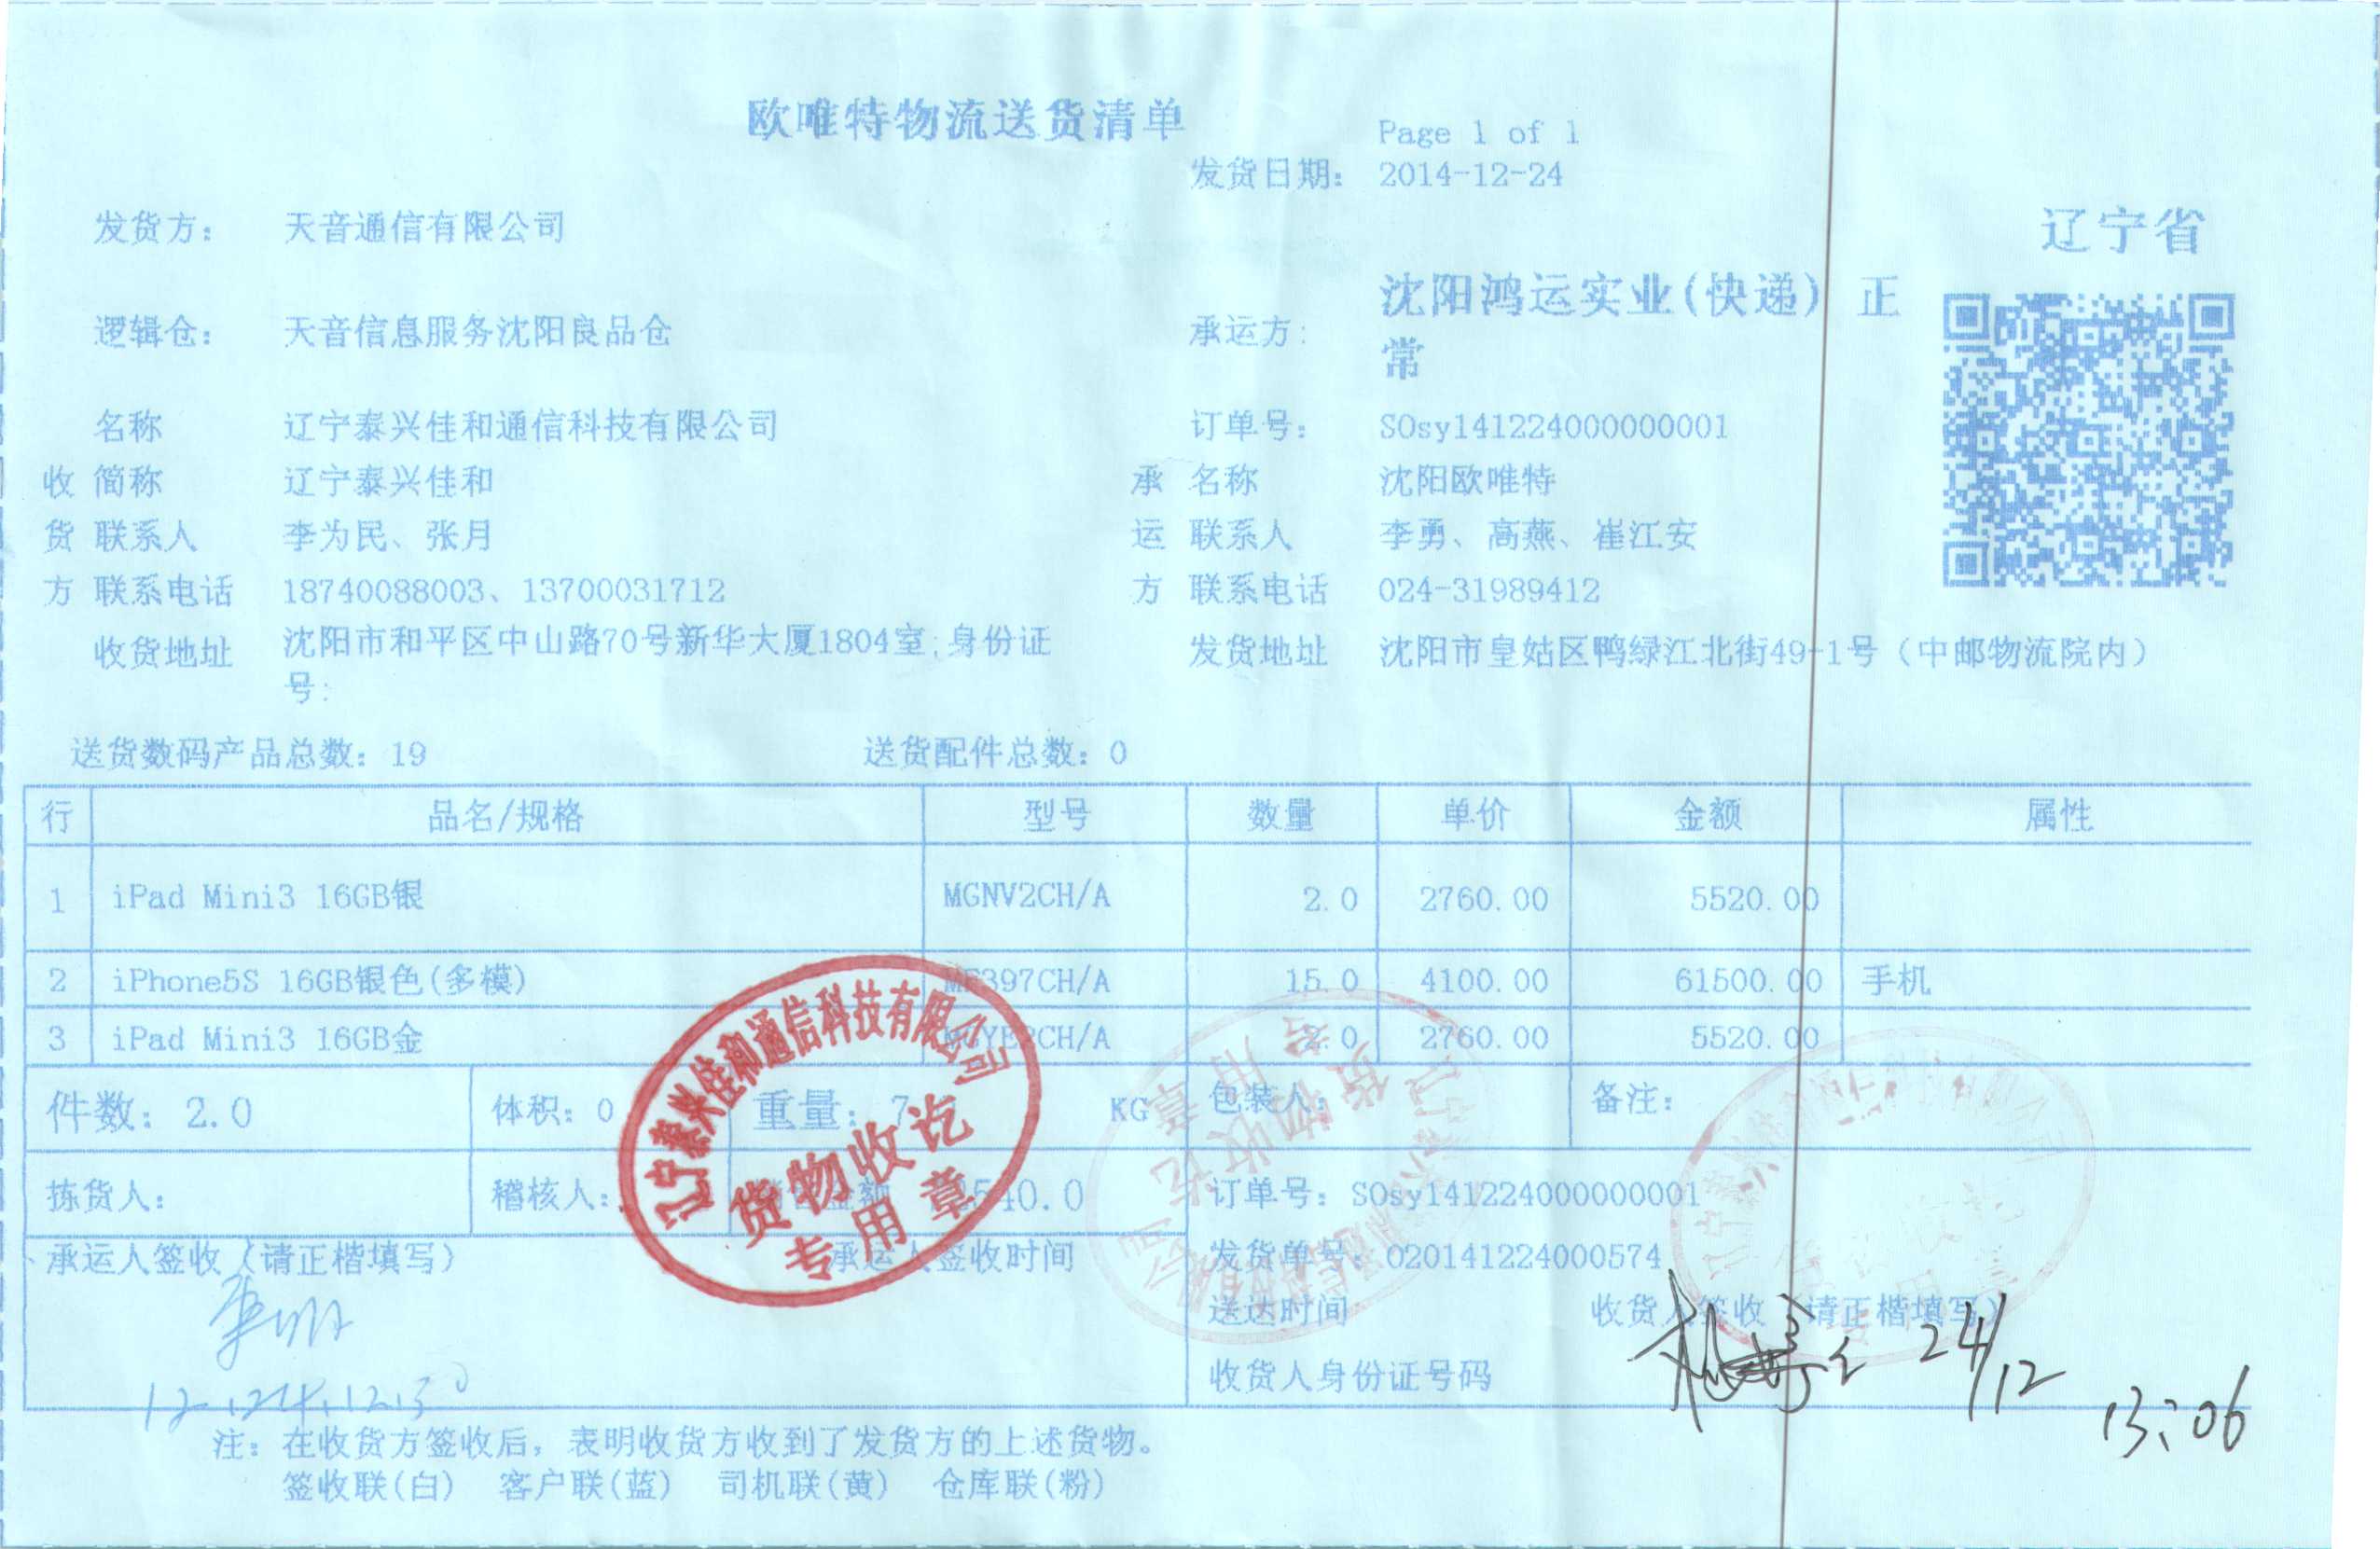 欧唯特物流送货清单
Page 1 of 1
发货日期: 2014-12-24
发货方: 天音通信有限公司
辽宁省
逻辑仓: 天音信息服务沈阳良品仓
承运方: 沈阳鸿运实业(快递) 正常
名称 辽宁泰兴佳和通信科技有限公司
订单号: SOsy141224000000001
收 简称 辽宁泰兴佳和
承 名称 沈阳欧唯特
货 联系人 李为民、张月
运 联系人 李勇、高燕、崔江安
方 联系电话 18740088003、13700031712
方 联系电话 024-31989412
收货地址 沈阳市和平区中山路70号新华大厦1804室;身份证号:
发货地址 沈阳市皇姑区鸭绿江北街49-1号（中邮物流院内）
送货数码产品总数: 19 送货配件总数: 0
行 品名/规格 型号 数量 单价 金额 属性
1 iPad Mini3 16GB银 MGNV2CH/A 2.0 2760.00 5520.00
2 iPhone5S 16GB银色(多模) 397CH/A 15.0 4100.00 61500.00 手机
3 iPad Mini3 16GB金 CH/A 2.0 2760.00 5520.00
件数: 2.0 体积: 0 重量: 7 KG 包装人: 备注:
拣货人: 稽核人: 订单号: SOsy141224000000001
承运人签收（请正楷填写） 承运人签收时间 发货单号: 020141224000574
送达时间 收货人签收（请正楷填写）
收货人身份证号码
24/12
13:06
注: 在收货方签收后, 表明收货方收到了发货方的上述货物。
签收联(白) 客户联(蓝) 司机联(黄) 仓库联(粉)
辽宁泰兴佳和通信科技有限公司
货物收讫
专用章